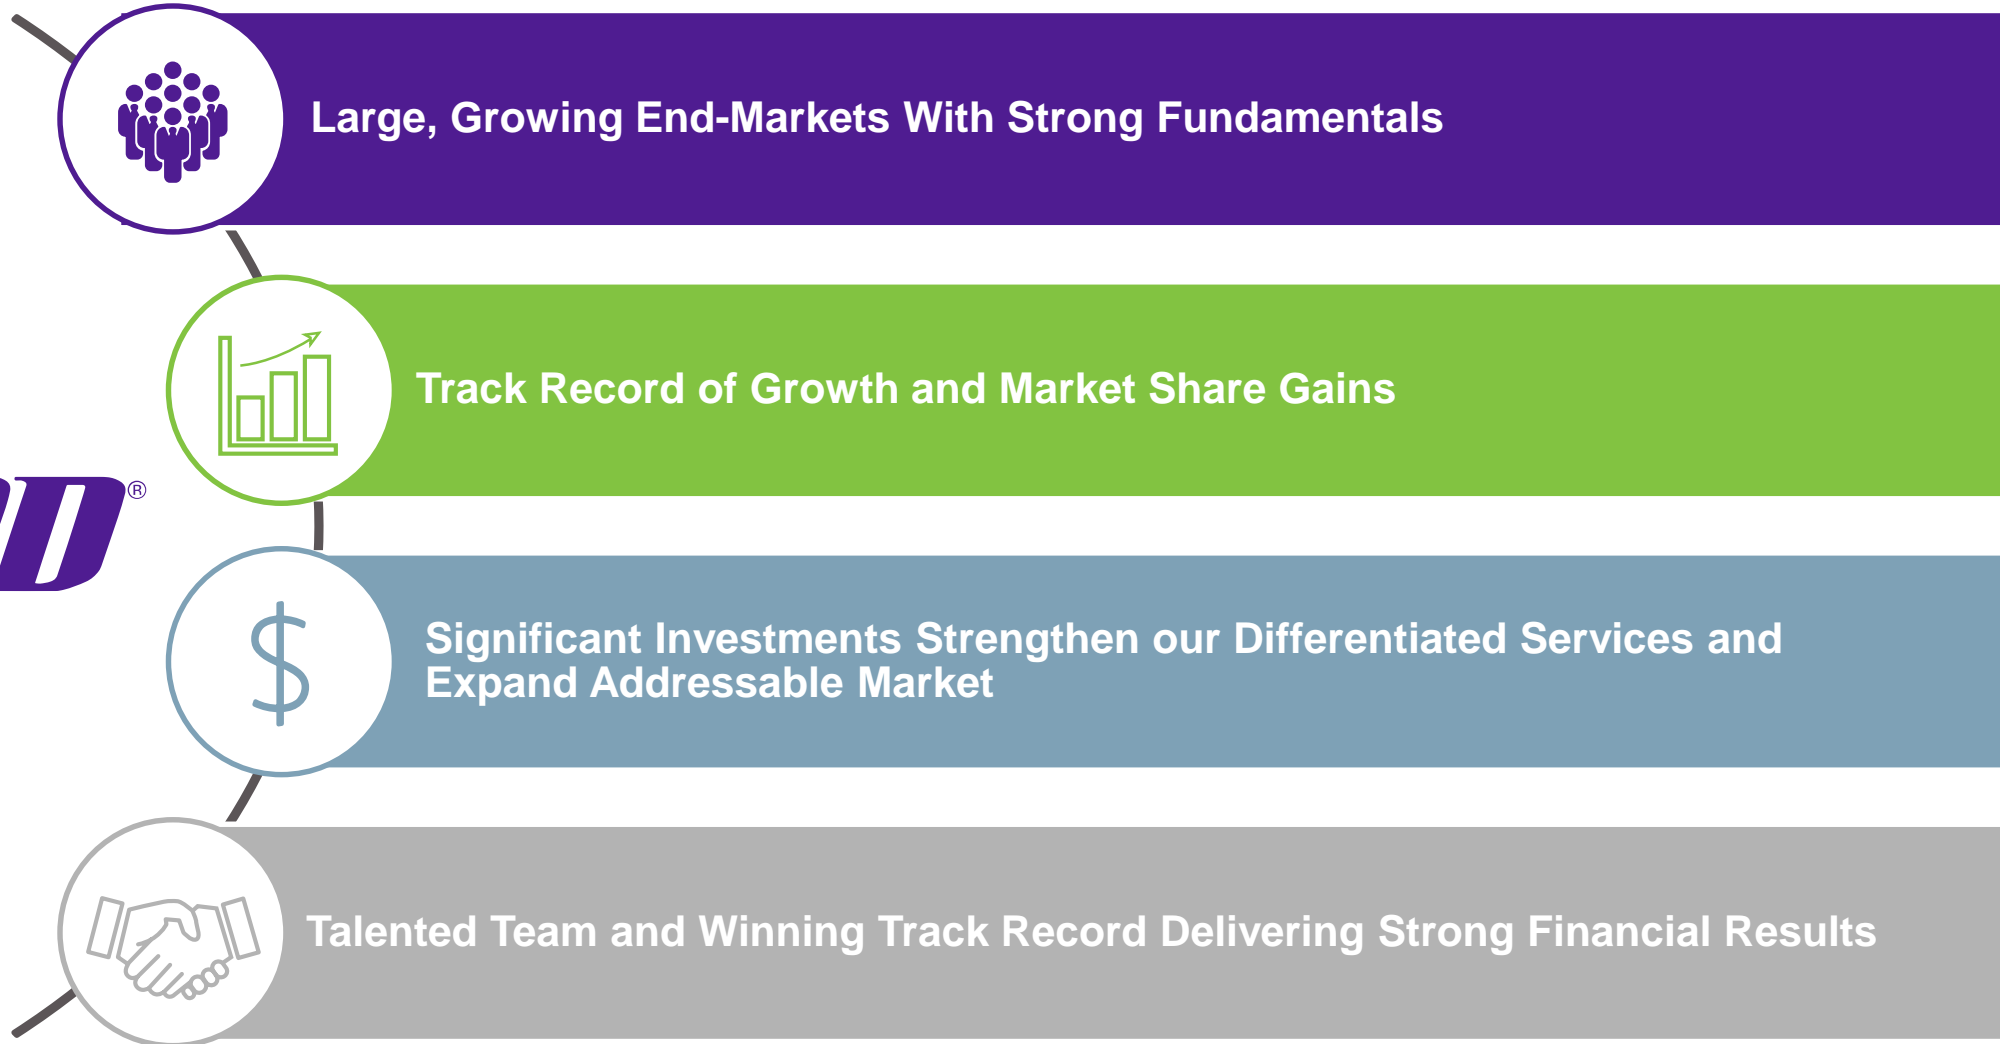 Large, Growing End-Markets With Strong Fundamentals
Track Record of Growth and Market Share Gains
®
Significant Investments Strengthen our Differentiated Services and
Expand Addressable Market
Talented Team and Winning Track Record Delivering Strong Financial Results